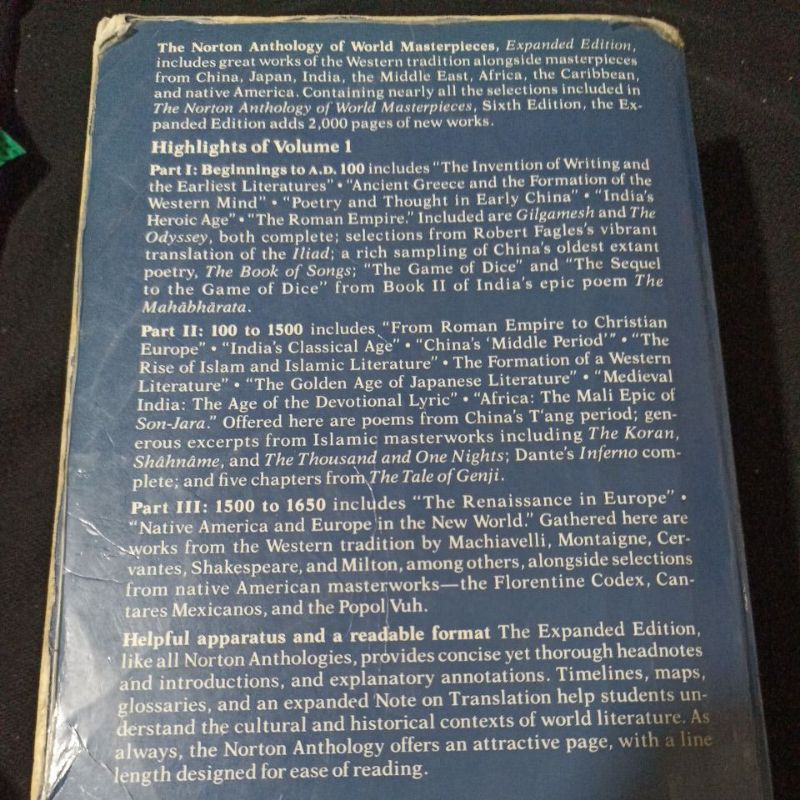 The Norton Anthology of World Masterpieces, Expanded Edition,
includes great works of the Western tradition alongside masterpieces
from China, Japan, India, the Middle East, Africa, the Caribbean,
and native America. Containing nearly all the selections included in
The Norton Anthology of World Masterpieces, Sixth Edition, the Ex-
panded Edition adds 2,000 pages of new works.
Highlights of Volume 1
Part I: Beginnings to A.D. 100 includes "The Invention of Writing and
the Earliest Literatures" • "Ancient Greece and the Formation of the
Western Mind" • "Poetry and Thought in Early China" • "India's
Heroic Age" • "The Roman Empire." Included are Gilgamesh and The
Odyssey, both complete; selections from Robert Fagles's vibrant
translation of the Iliad; a rich sampling of China's oldest extant
poetry, The Book of Songs; "The Game of Dice" and "The Sequel
to the Game of Dice" from Book II of India's epic poem The
Mahābhārata.
Part II: 100 to 1500 includes "From Roman Empire to Christian
Europe" • "India's Classical Age" • "China's 'Middle Period'" • "The
Rise of Islam and Islamic Literature" • The Formation of a Western
Literature" • "The Golden Age of Japanese Literature" • "Medieval
India: The Age of the Devotional Lyric" • "Africa: The Mali Epic of
Son-Jara." Offered here are poems from China's T'ang period; gen-
erous excerpts from Islamic masterworks including The Koran,
Shâhnâme, and The Thousand and One Nights; Dante's Inferno com-
plete; and five chapters from The Tale of Genji.
Part III: 1500 to 1650 includes "The Renaissance in Europe" •
"Native America and Europe in the New World." Gathered here are
works from the Western tradition by Machiavelli, Montaigne, Cer-
vantes, Shakespeare, and Milton, among others, alongside selections
from native American masterworks—the Florentine Codex, Can-
tares Mexicanos, and the Popol Vuh.
Helpful apparatus and a readable format The Expanded Edition,
like all Norton Anthologies, provides concise yet thorough headnotes
and introductions, and explanatory annotations. Timelines, maps,
glossaries, and an expanded Note on Translation help students un-
derstand the cultural and historical contexts of world literature. As
always, the Norton Anthology offers an attractive page, with a line
length designed for ease of reading.